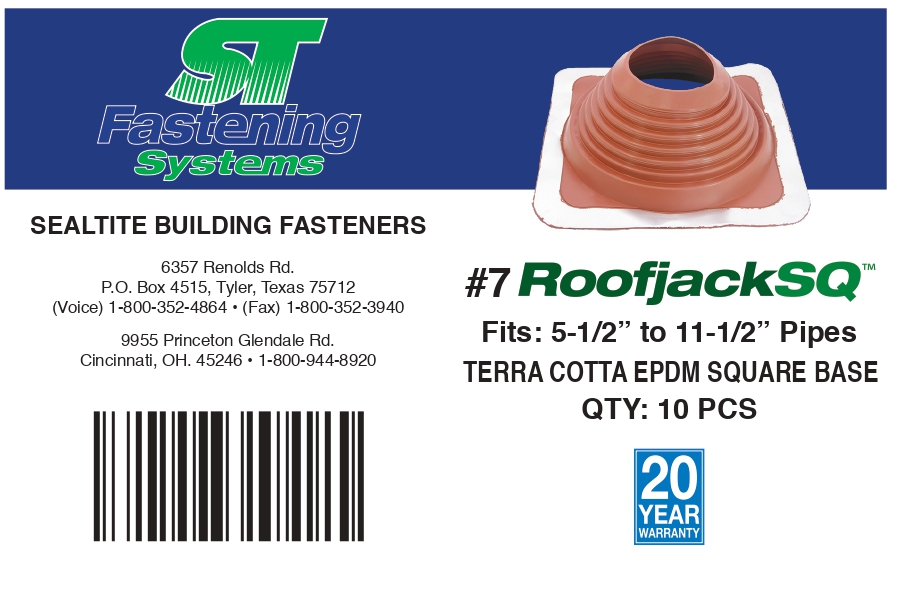 ST
Fastening
Systems
SEALTITE BUILDING FASTENERS
6357 Renolds Rd.
P.O. Box 4515, Tyler, Texas 75712
(Voice) 1-800-352-4864 • (Fax) 1-800-352-3940
9955 Princeton Glendale Rd.
Cincinnati, OH. 45246 • 1-800-944-8920
#7 RoofjackSQ™
Fits: 5-1/2” to 11-1/2” Pipes
TERRA COTTA EPDM SQUARE BASE
QTY: 10 PCS
20
YEAR
WARRANTY